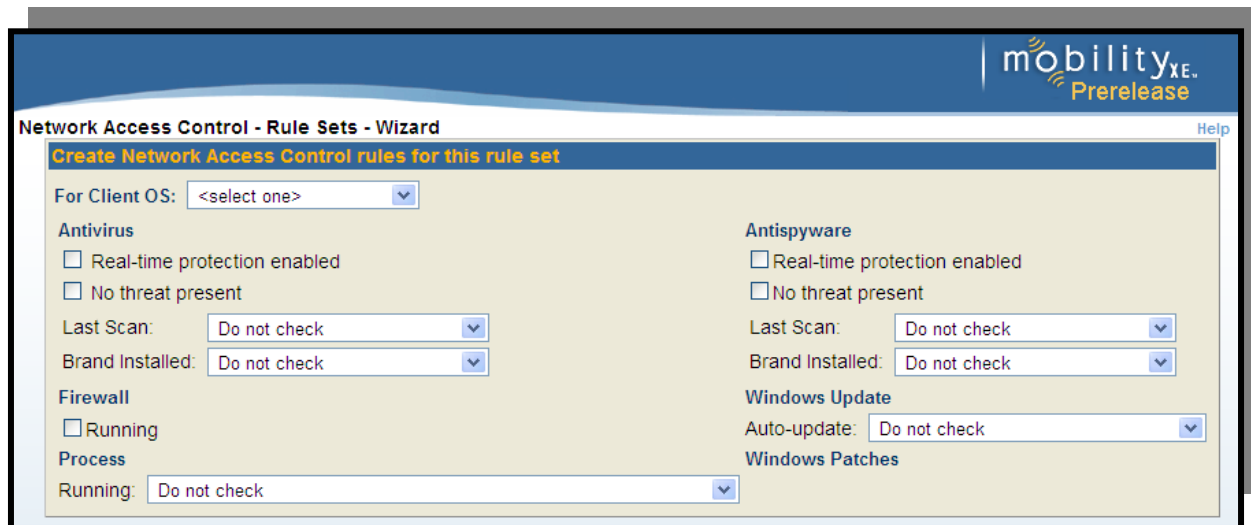 mobility XE™
Prerelease
Network Access Control - Rule Sets - Wizard
Help
Create Network Access Control rules for this rule set
For Client OS: <select one>
Antivirus
Real-time protection enabled
No threat present
Last Scan: Do not check
Brand Installed: Do not check
Firewall
Running
Process
Running: Do not check
Antispyware
Real-time protection enabled
No threat present
Last Scan: Do not check
Brand Installed: Do not check
Windows Update
Auto-update: Do not check
Windows Patches